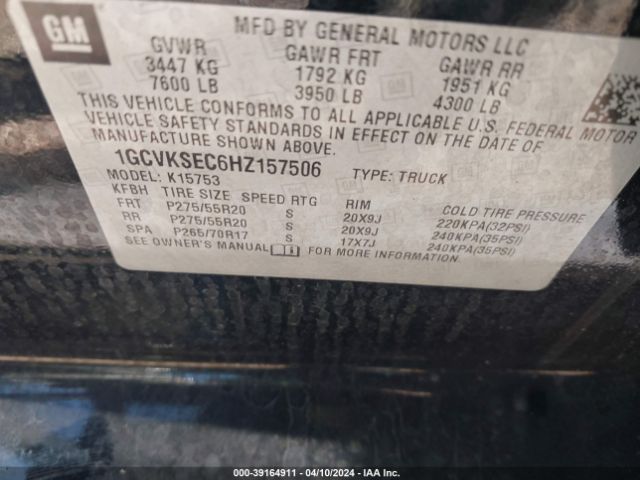 GM
MFD BY GENERAL MOTORS LLC
GVWR GAWR FRT GAWR RR
3447 KG 1792 KG 1951 KG
7600 LB 3950 LB 4300 LB
THIS VEHICLE CONFORMS TO ALL APPLICABLE U.S. FEDERAL MOTOR
VEHICLE SAFETY STANDARDS IN EFFECT ON THE DATE OF
MANUFACTURE SHOWN ABOVE.
1GCVKSEC6HZ157506 TYPE: TRUCK
MODEL: K15753
KFBH TIRE SIZE SPEED RTG RIM COLD TIRE PRESSURE
FRT P275/55R20 S 20X9J 220KPA(32PSI)
RR P275/55R20 S 20X9J 240KPA(35PSI)
SPA P265/70R17 S 17X7J 240KPA(35PSI)
SEE OWNER'S MANUAL FOR MORE INFORMATION.
000-39164911 - 04/10/2024 - IAA Inc.